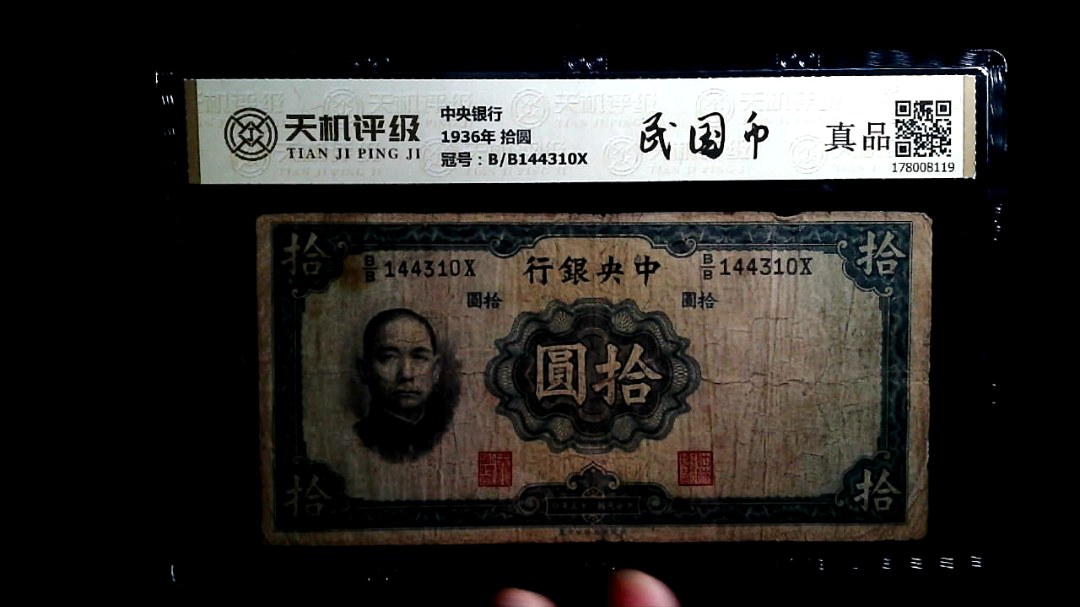 天机评级
TIAN JI PING JI
中央银行
1936年 拾圆
冠号：B/B144310X
民国币
真品
178008119
拾
拾
B/B 144310X
行銀央中
B/B 144310X
圓拾
圓拾
圓拾
拾
拾